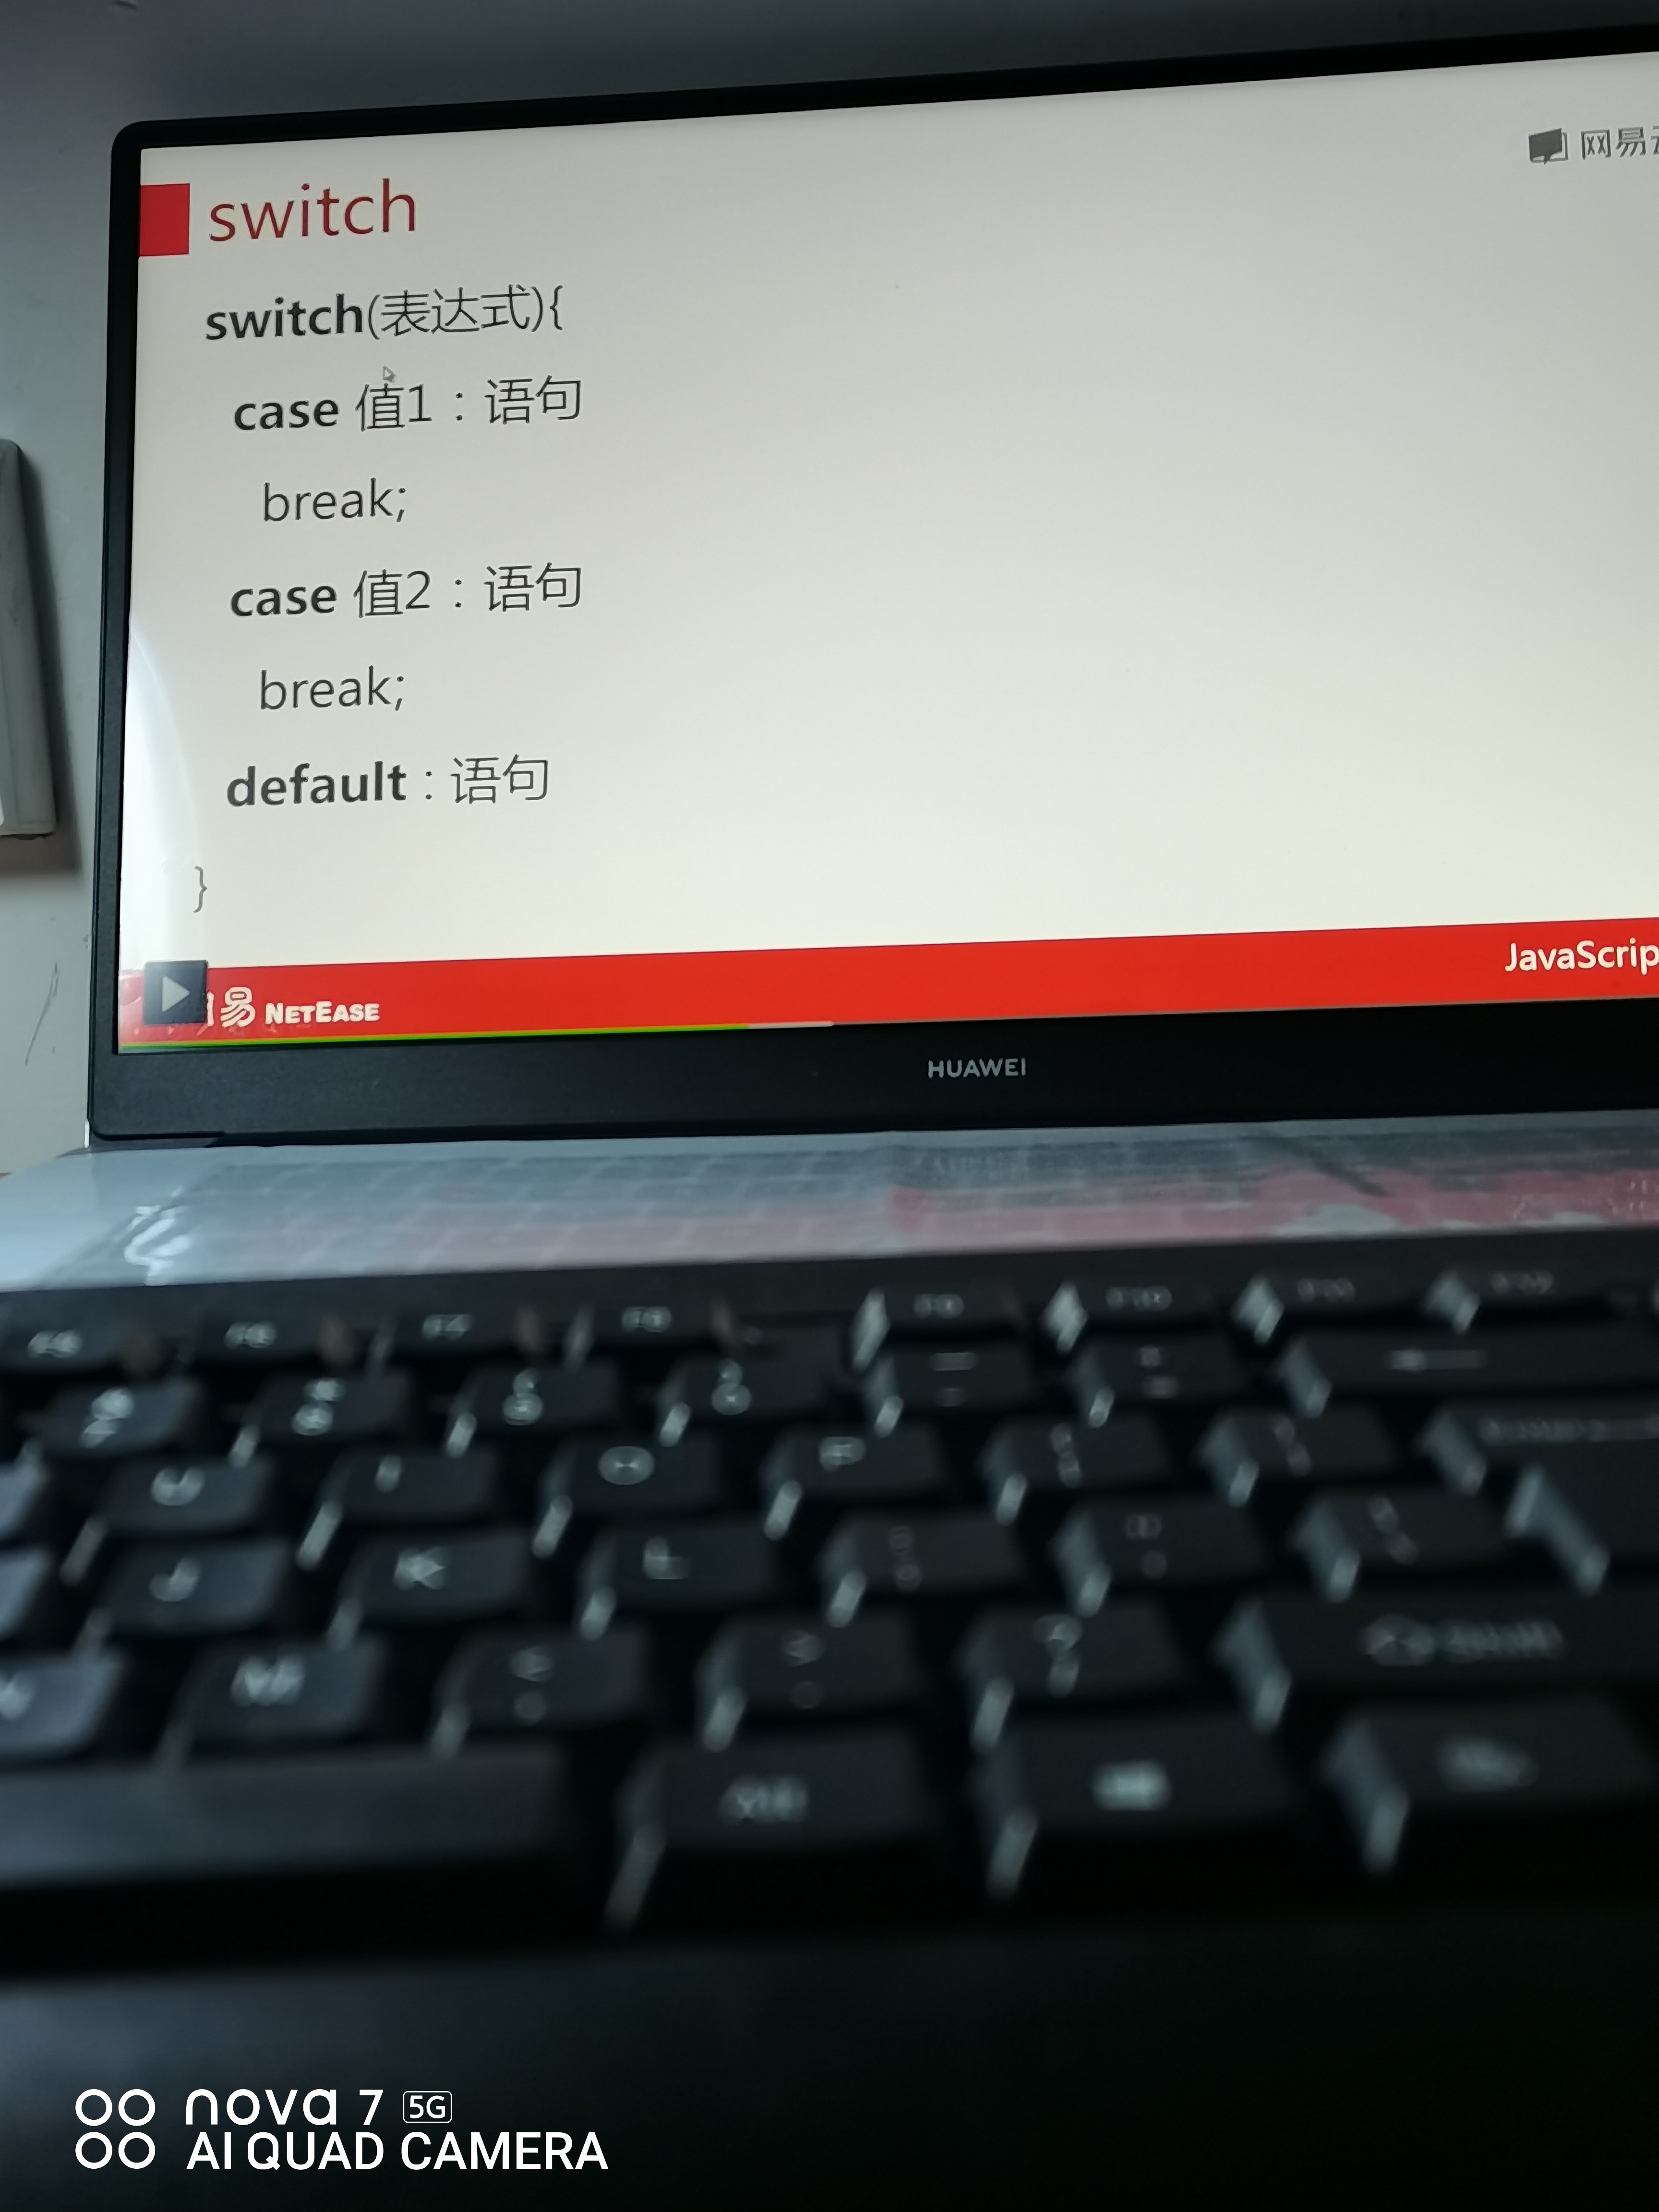 网易
switch
switch(表达式){
case 值1：语句
break;
case 值2：语句
break;
default：语句
}
JavaScrip
易 NETEASE
HUAWEI
J
K
L
M
nova 7 5G
AI QUAD CAMERA